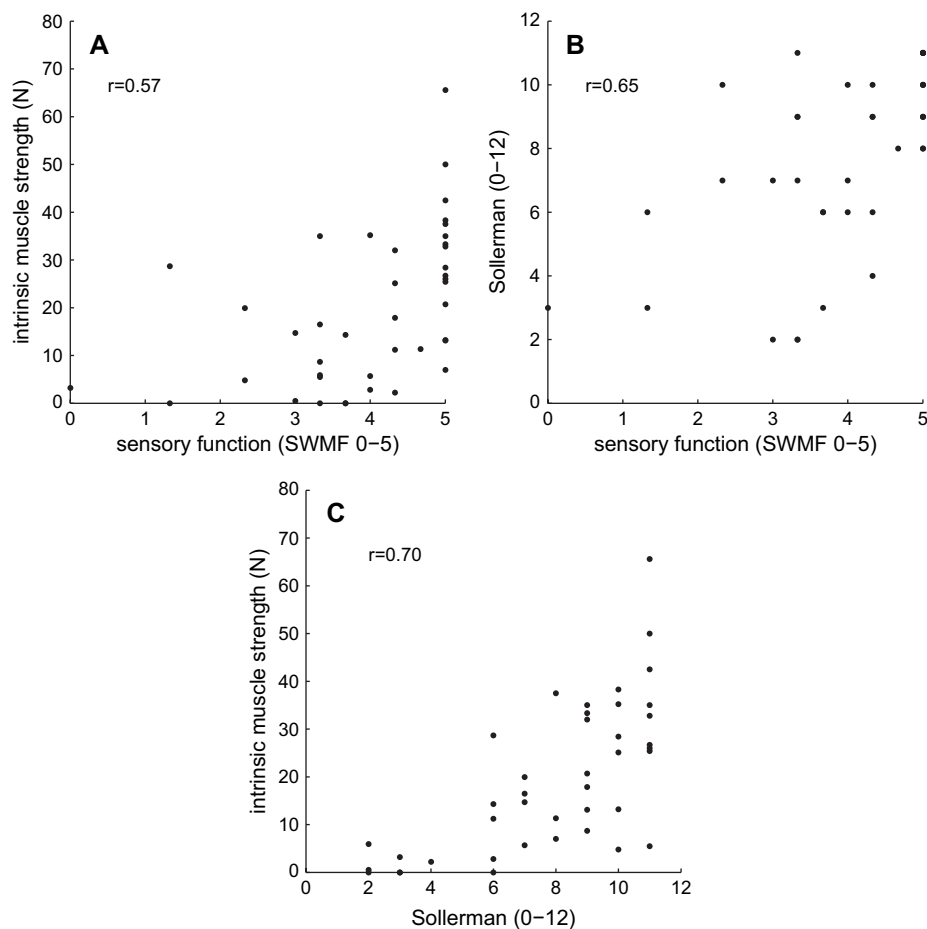 A
r=0.57
intrinsic muscle strength (N)
80
70
60
50
40
30
20
10
0
0 1 2 3 4 5
sensory function (SWMF 0−5)
B
r=0.65
Sollerman (0−12)
12
10
8
6
4
2
0
0 1 2 3 4 5
sensory function (SWMF 0−5)
C
r=0.70
intrinsic muscle strength (N)
80
70
60
50
40
30
20
10
0
0 2 4 6 8 10 12
Sollerman (0−12)